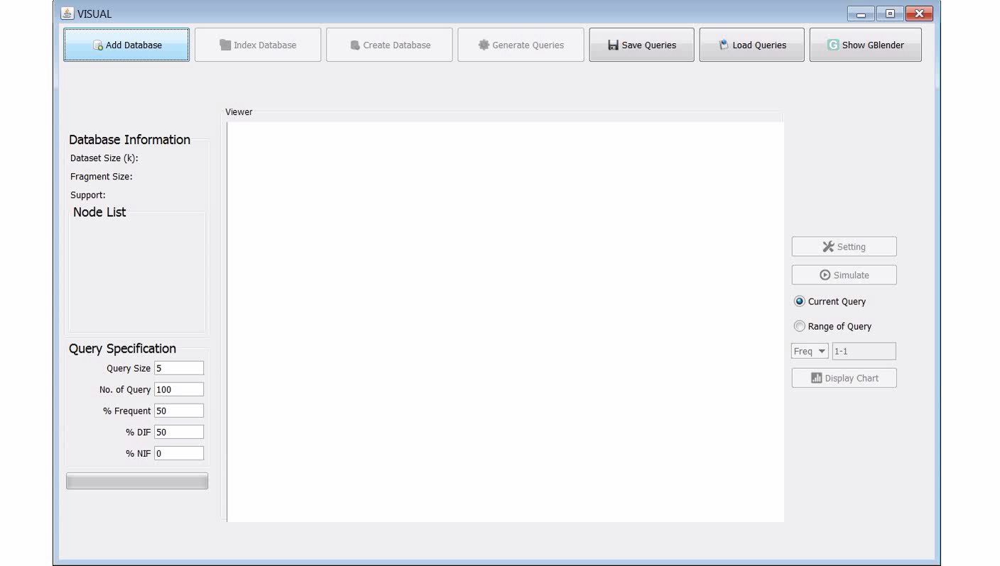 VISUAL
Add Database Index Database Create Database Generate Queries Save Queries Load Queries G Show GBlender
Viewer
Database Information
Dataset Size (k):
Fragment Size:
Support:
Node List
Setting
Simulate
Current Query
Range of Query
Freq 1-1
Display Chart
Query Specification
Query Size 5
No. of Query 100
% Frequent 50
% DIF 50
% NIF 0